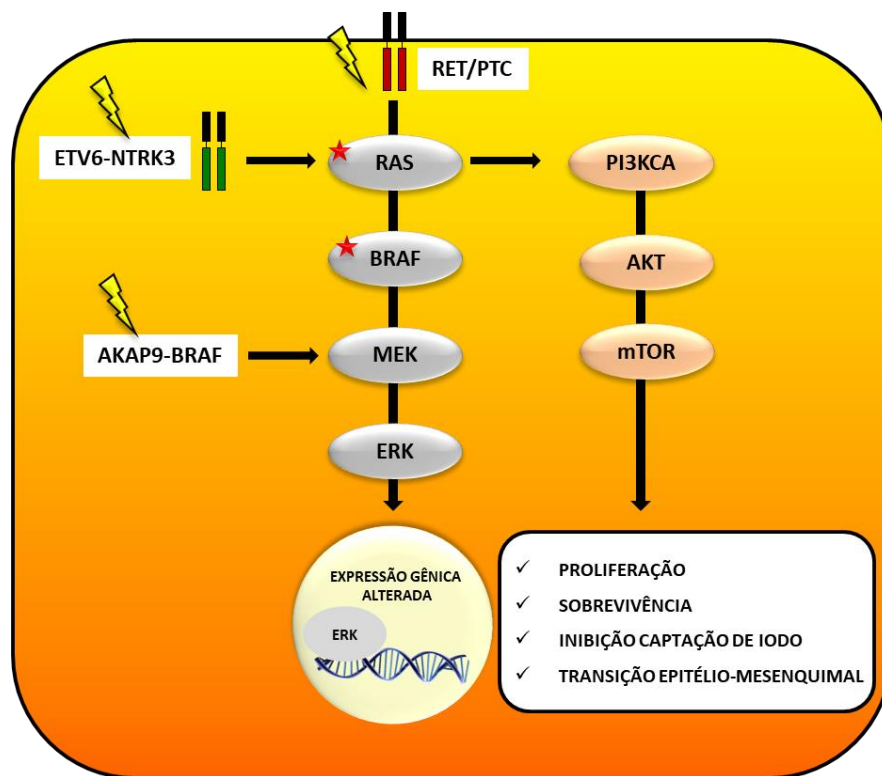 RET/PTC
ETV6-NTRK3
RAS
PI3KCA
BRAF
AKT
AKAP9-BRAF
MEK
mTOR
ERK
EXPRESSÃO GÊNICA
ALTERADA
ERK
✓ PROLIFERAÇÃO
✓ SOBREVIVÊNCIA
✓ INIBIÇÃO CAPTAÇÃO DE IODO
✓ TRANSIÇÃO EPITÉLIO-MESENQUIMAL